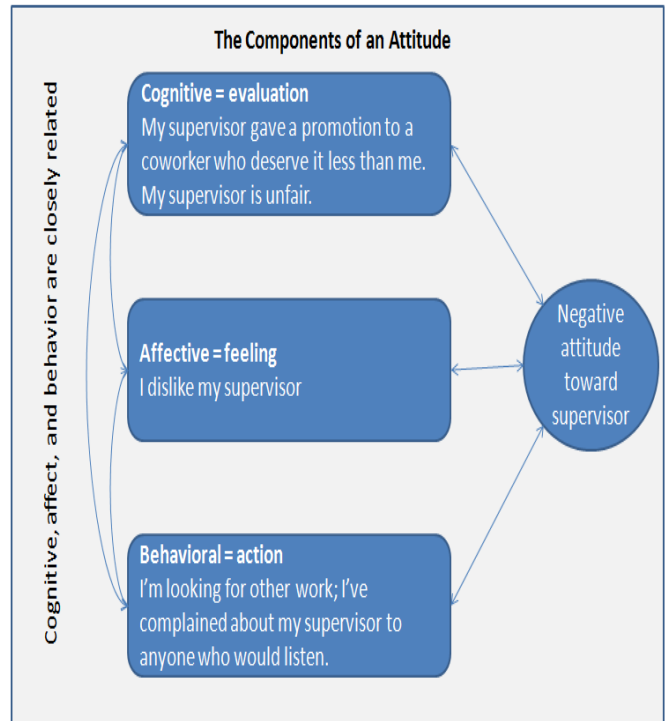 The Components of an Attitude
Cognitive, affect, and behavior are closely related
Cognitive = evaluation
My supervisor gave a promotion to a
coworker who deserve it less than me.
My supervisor is unfair.
Affective = feeling
I dislike my supervisor
Behavioral = action
I'm looking for other work; I've
complained about my supervisor to
anyone who would listen.
Negative
attitude
toward
supervisor